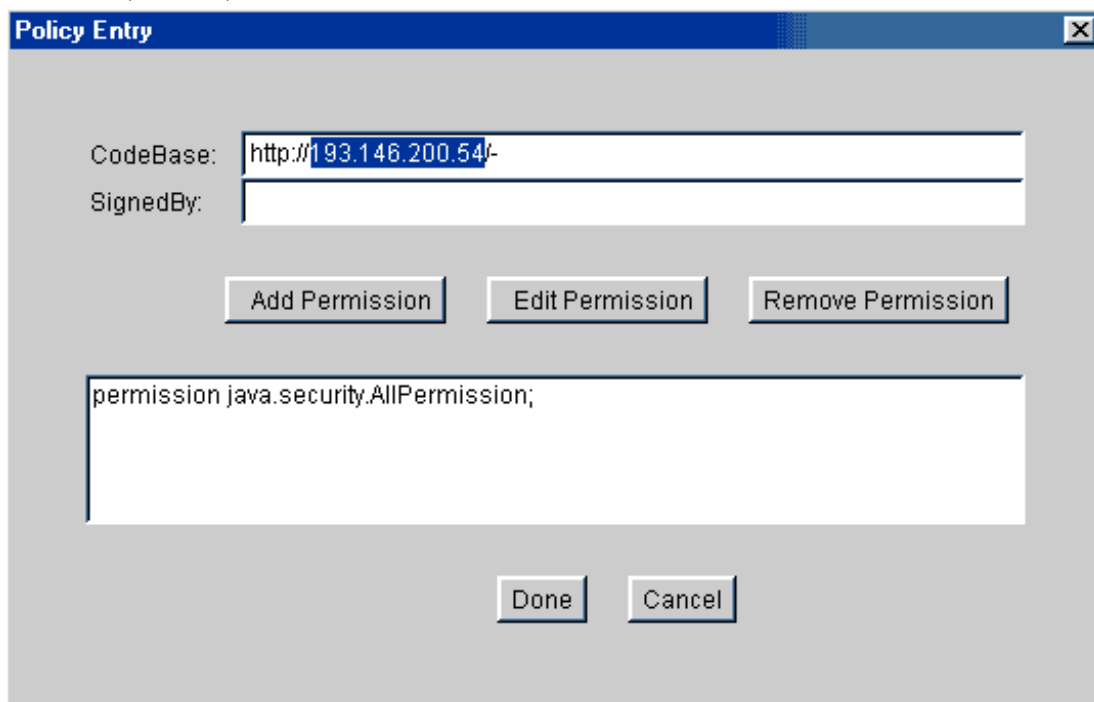 Policy Entry
CodeBase: http://193.146.200.54/-
SignedBy:
Add Permission Edit Permission Remove Permission
permission java.security.AllPermission;
Done Cancel